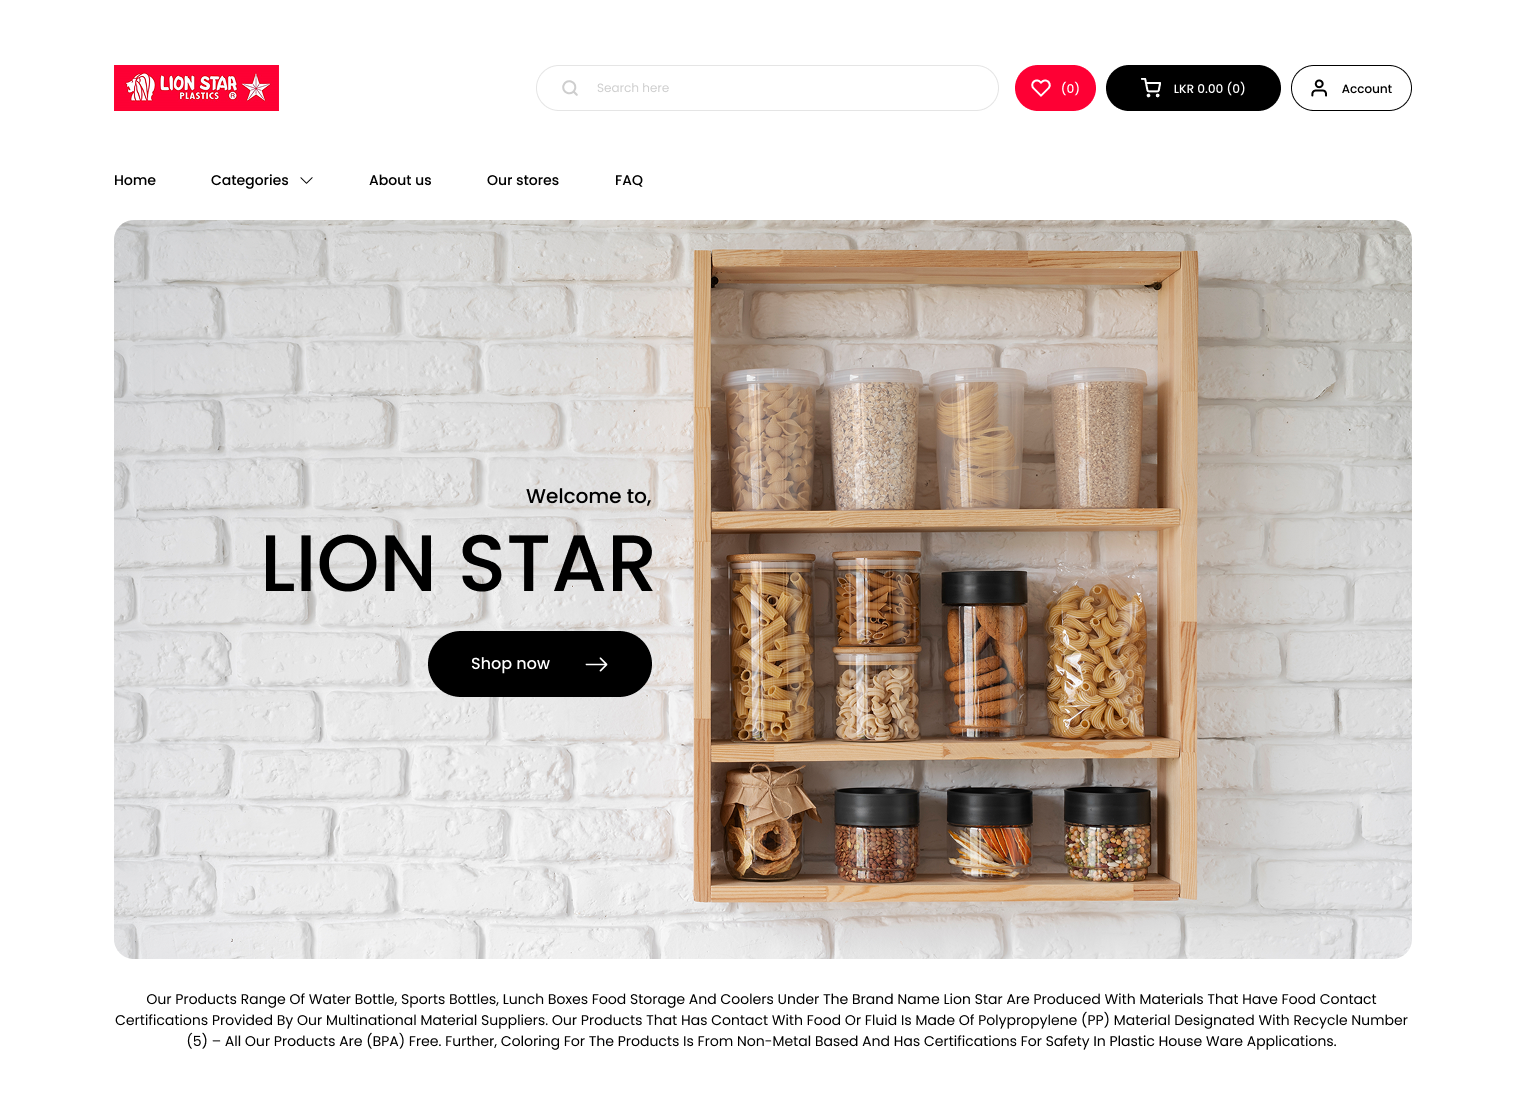 LION STAR
PLASTICS ®
Search here
(0)
LKR 0.00 (0)
Account
Home
Categories
About us
Our stores
FAQ
Welcome to,
LION STAR
Shop now
Our Products Range Of Water Bottle, Sports Bottles, Lunch Boxes Food Storage And Coolers Under The Brand Name Lion Star Are Produced With Materials That Have Food Contact
Certifications Provided By Our Multinational Material Suppliers. Our Products That Has Contact With Food Or Fluid Is Made Of Polypropylene (PP) Material Designated With Recycle Number
(5) – All Our Products Are (BPA) Free. Further, Coloring For The Products Is From Non-Metal Based And Has Certifications For Safety In Plastic House Ware Applications.